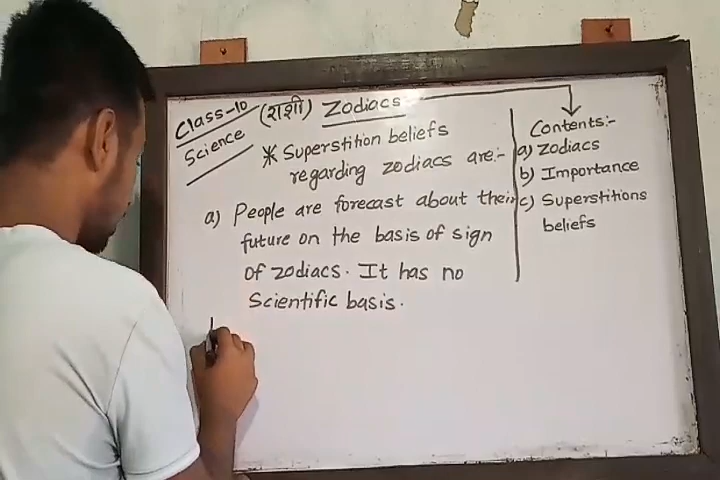 Class-10
Science
(राशी) Zodiacs
* Superstition beliefs
regarding zodiacs are:-
a) People are forecast about their
future on the basis of sign
of zodiacs. It has no
Scientific basis.
Contents:-
a) Zodiacs
b) Importance
c) Superstitions
beliefs